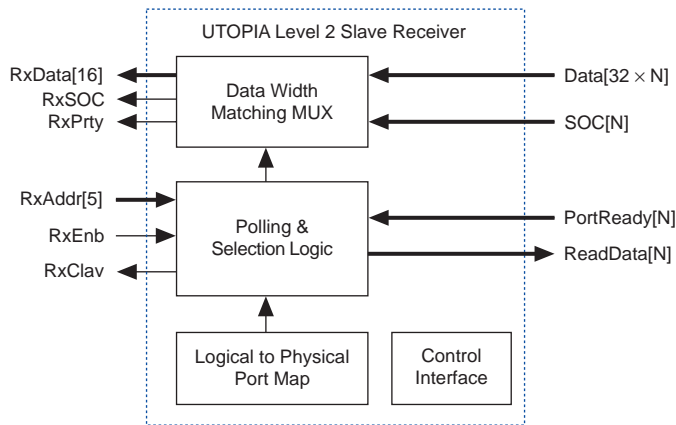 UTOPIA Level 2 Slave Receiver
RxData[16]
RxSOC
RxPrty
Data Width
Matching MUX
Data[32 × N]
SOC[N]
RxAddr[5]
RxEnb
RxClav
Polling &
Selection Logic
PortReady[N]
ReadData[N]
Logical to Physical
Port Map
Control
Interface